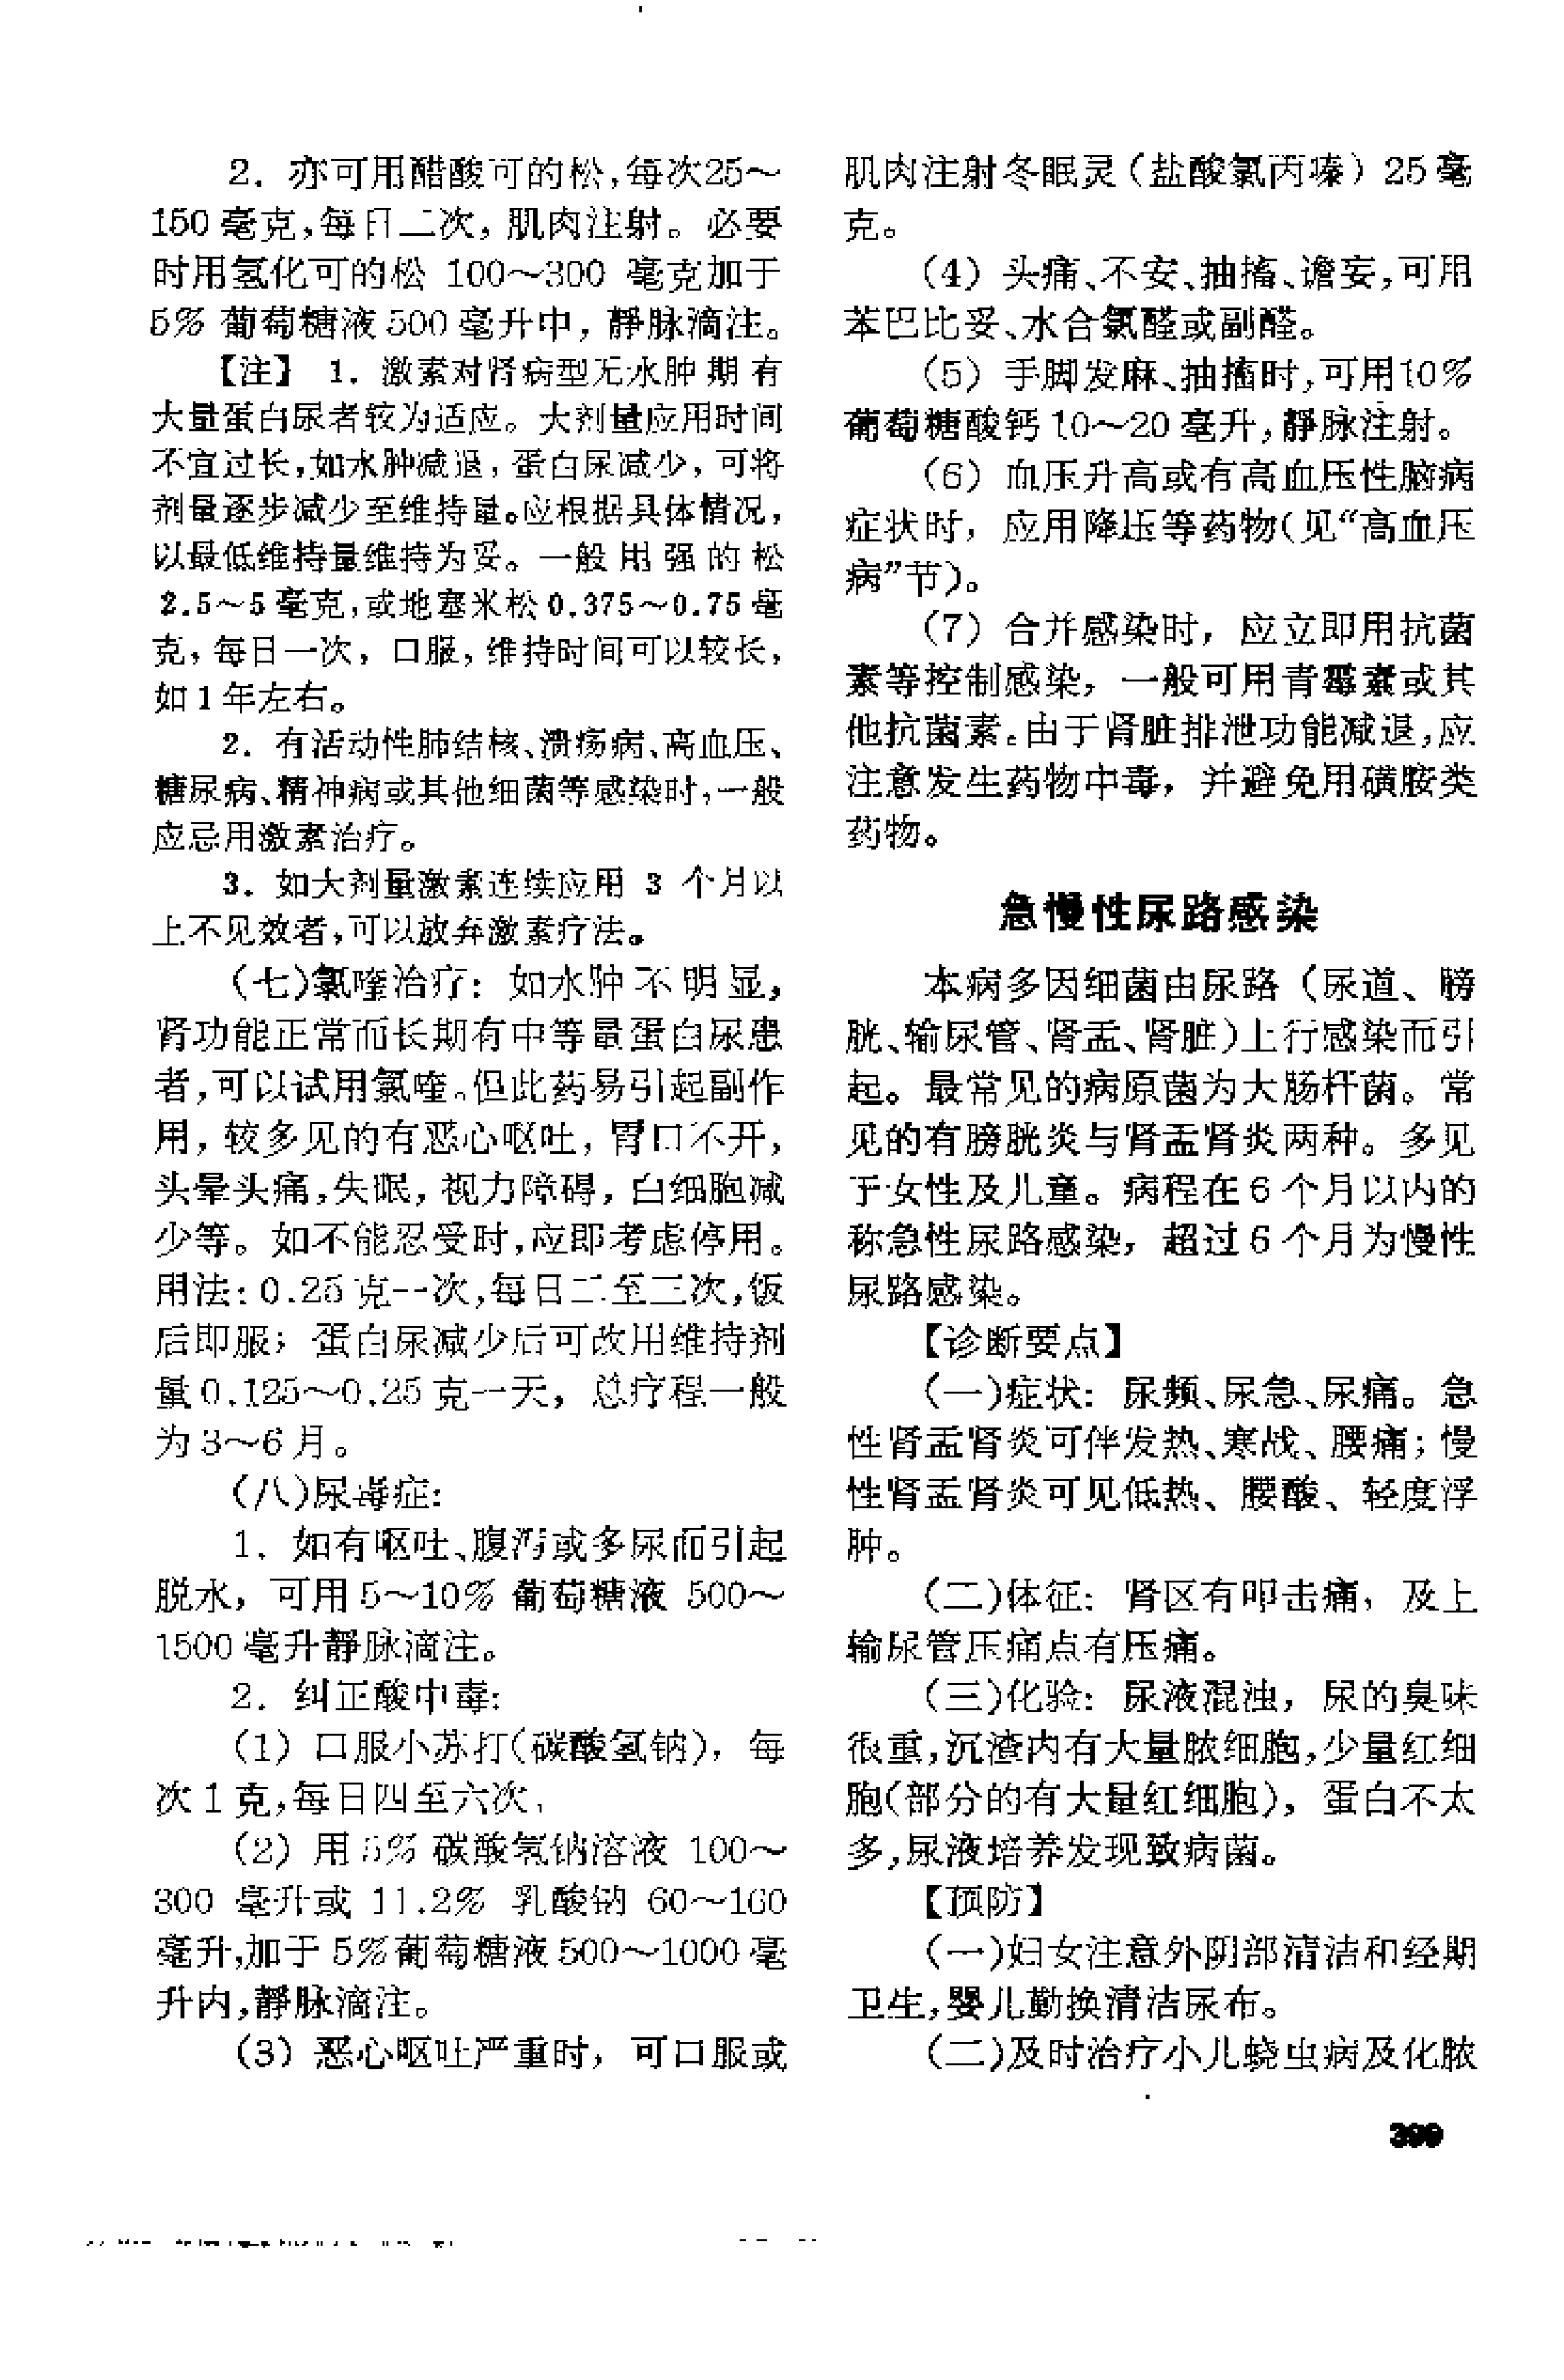 2. 亦可用醋酸可的松,每次25～
150毫克,每日二次，肌肉注射。必要
时用氢化可的松 100～300 毫克加于
5% 葡萄糖液500毫升中，静脉滴注。
【注】 1. 激素对肾病型无水肿期有
大量蛋白尿者较为适应。大剂量应用时间
不宜过长,如水肿减退，蛋白尿减少，可将
剂量逐步减少至维持量。应根据具体情况，
以最低维持量维持为妥。一般用强的松
2.5～5毫克,或地塞米松0.375～0.75毫
克，每日一次，口服，维持时间可以较长，
如1年左右。
2. 有活动性肺结核、溃疡病、高血压、
糖尿病、精神病或其他细菌等感染时,一般
应忌用激素治疗。
3. 如大剂量激素连续应用 3 个月以
上不见效者,可以放弃激素疗法。
(七)氯喹治疗：如水肿不明显，
肾功能正常而长期有中等量蛋白尿患
者,可以试用氯喹。但此药易引起副作
用，较多见的有恶心呕吐，胃口不开，
头晕头痛,失眠，视力障碍，白细胞减
少等。如不能忍受时,应即考虑停用。
用法:0.25克一次,每日二至三次,饭
后即服；蛋白尿减少后可改用维持剂
量0.125～0.25克一天，总疗程一般
为3～6月。
(八)尿毒症:
1. 如有呕吐、腹泻或多尿而引起
脱水，可用5～10% 葡萄糖液 500～
1500毫升静脉滴注。
2. 纠正酸中毒:
(1) 口服小苏打(碳酸氢钠)，每
次1克,每日四至六次.
(2) 用5% 碳酸氢钠溶液 100～
300 毫升或 11.2% 乳酸钠 60～160
毫升,加于5%葡萄糖液500～1000毫
升内,静脉滴注。
(3) 恶心呕吐严重时，可口服或
肌肉注射冬眠灵(盐酸氯丙嗪) 25毫
克。
(4) 头痛、不安、抽搐、谵妄,可用
苯巴比妥、水合氯醛或副醛。
(5) 手脚发麻、抽搐时,可用10%
葡萄糖酸钙10～20毫升,静脉注射。
(6) 血压升高或有高血压性脑病
症状时，应用降压等药物(见“高血压
病”节)。
(7) 合并感染时，应立即用抗菌
素等控制感染，一般可用青霉素或其
他抗菌素。由于肾脏排泄功能减退,应
注意发生药物中毒，并避免用磺胺类
药物。
急慢性尿路感染
本病多因细菌由尿路(尿道、膀
胱、输尿管、肾盂、肾脏)上行感染而引
起。最常见的病原菌为大肠杆菌。常
见的有膀胱炎与肾盂肾炎两种。多见
于女性及儿童。病程在6个月以内的
称急性尿路感染，超过6个月为慢性
尿路感染。
【诊断要点】
(一)症状：尿频、尿急、尿痛。急
性肾盂肾炎可伴发热、寒战、腰痛；慢
性肾盂肾炎可见低热、腰酸、轻度浮
肿。
(二)体征：肾区有叩击痛，及上
输尿管压痛点有压痛。
(三)化验：尿液混浊，尿的臭味
很重,沉渣内有大量脓细胞,少量红细
胞(部分的有大量红细胞)，蛋白不太
多,尿液培养发现致病菌。
【预防】
(一)妇女注意外阴部清洁和经期
卫生,婴儿勤换清洁尿布。
(二)及时治疗小儿蛲虫病及化脓
399